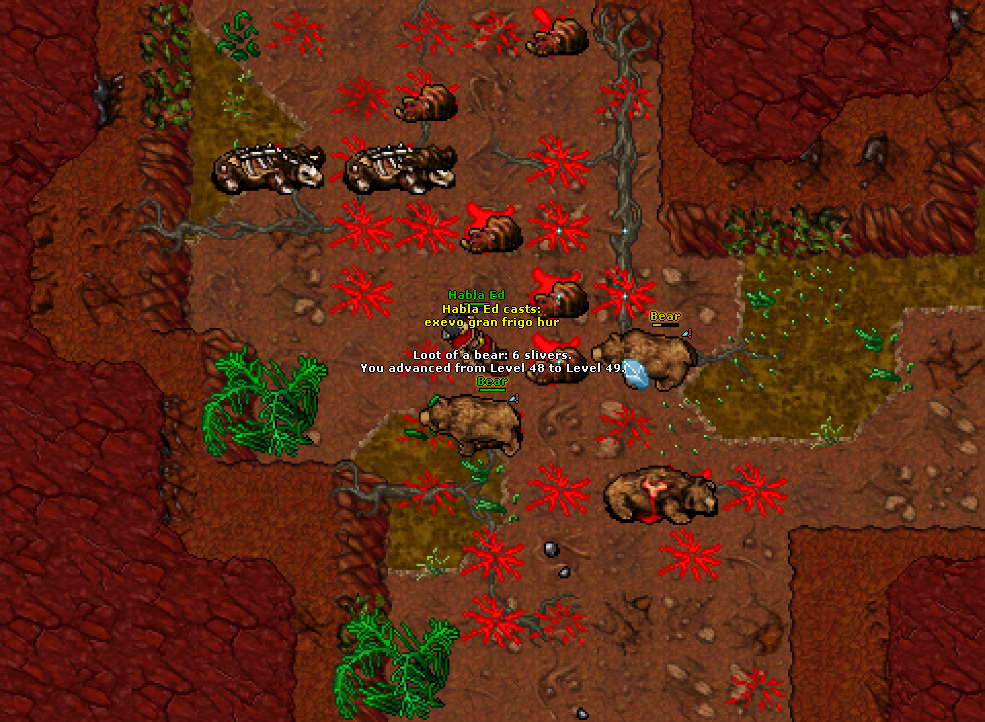 Habla Ed
Habla Ed casts:
exevo gran frigo hur
Bear
Loot of a bear: 6 slivers.
You advanced from Level 48 to Level 49.
Bear